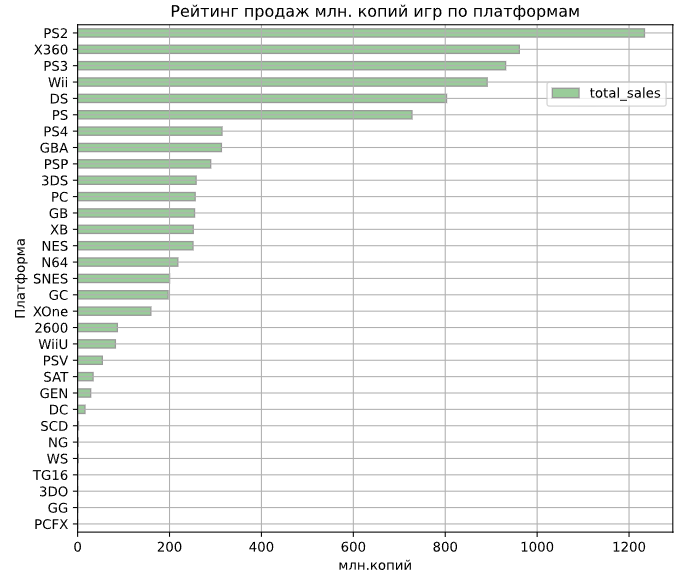 Рейтинг продаж млн. копий игр по платформам
PS2
X360
PS3
Wii
DS
total_sales
PS
PS4
GBA
PSP
3DS
PC
GB
XB
NES
N64
SNES
GC
XOne
2600
WiiU
PSV
SAT
GEN
DC
SCD
NG
WS
TG16
3DO
GG
PCFX
Платформа
0 200 400 600 800 1000 1200
млн.копий